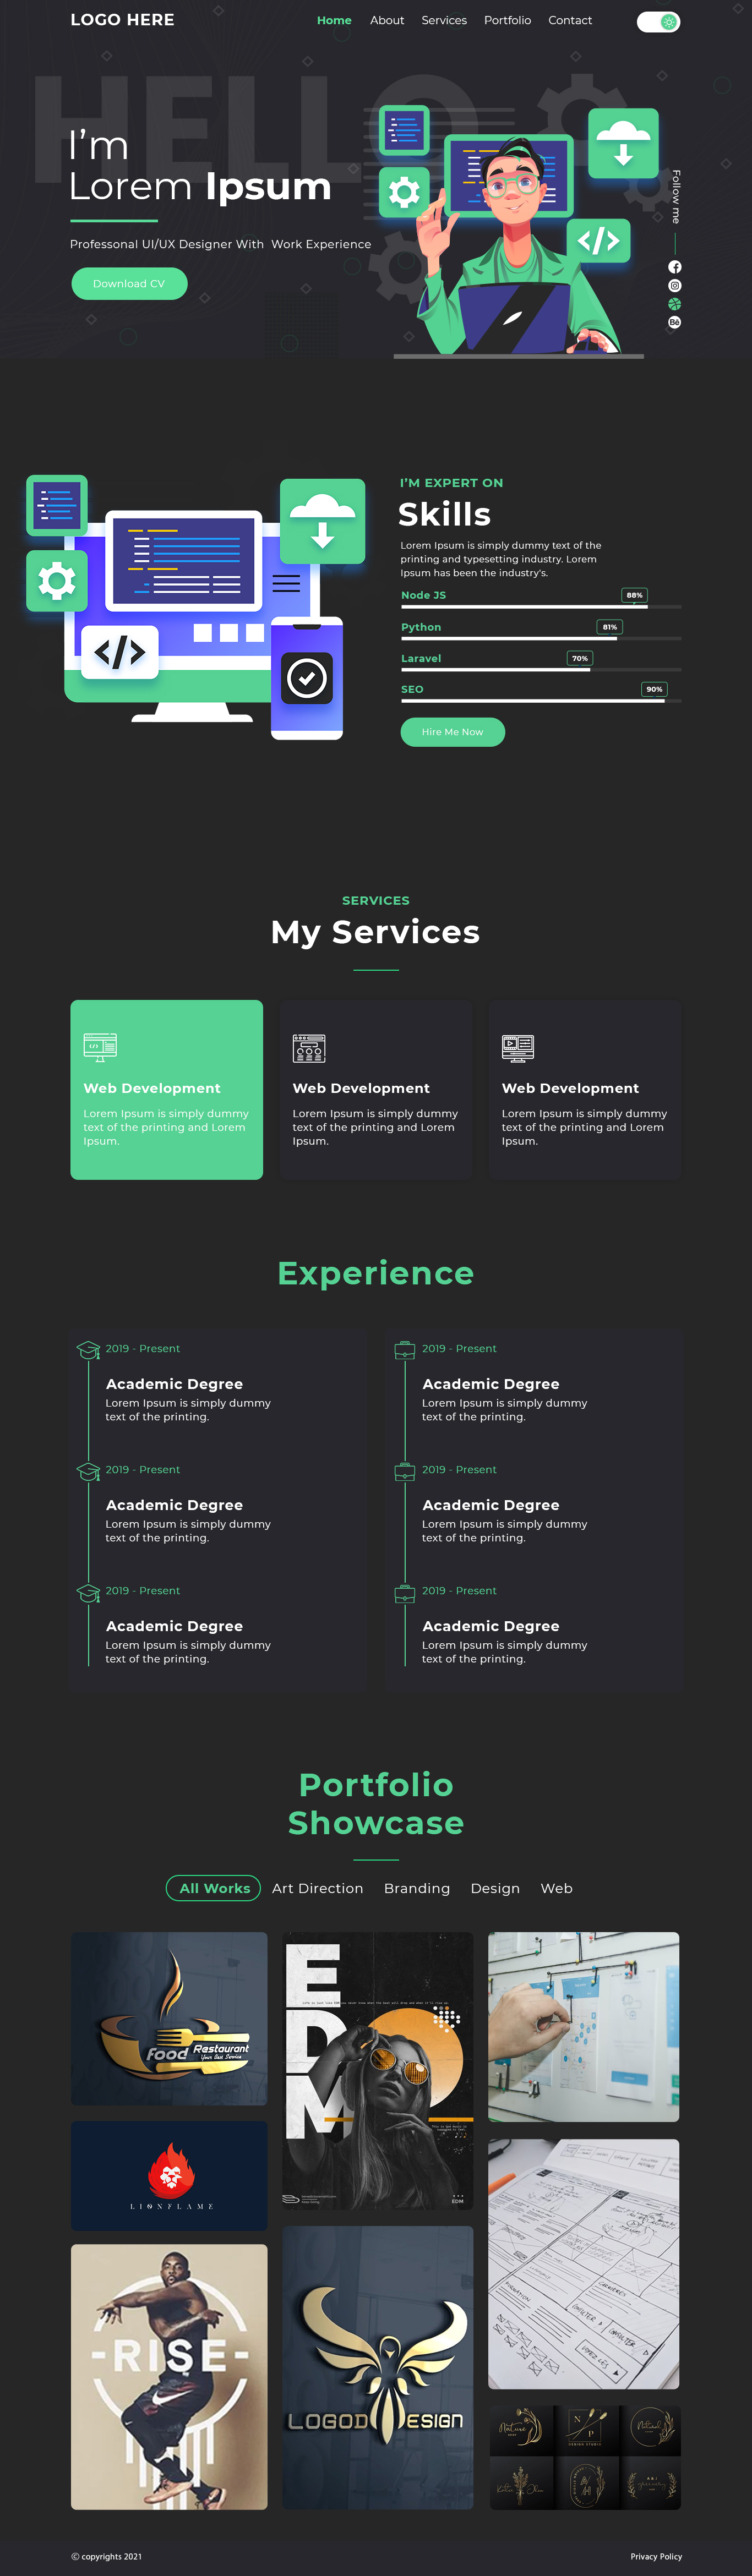 LOGO HERE
Home About Services Portfolio Contact
HELLO
I'm
Lorem Ipsum
Professonal UI/UX Designer With Work Experience
Download CV
Follow me
Bē
I'M EXPERT ON
Skills
Lorem Ipsum is simply dummy text of the
printing and typesetting industry. Lorem
Ipsum has been the industry's.
Node JS 88%
Python 81%
Laravel 70%
SEO 90%
Hire Me Now
SERVICES
My Services
Web Development
Lorem Ipsum is simply dummy
text of the printing and Lorem
Ipsum.
Web Development
Lorem Ipsum is simply dummy
text of the printing and Lorem
Ipsum.
Web Development
Lorem Ipsum is simply dummy
text of the printing and Lorem
Ipsum.
Experience
2019 - Present
Academic Degree
Lorem Ipsum is simply dummy
text of the printing.
2019 - Present
Academic Degree
Lorem Ipsum is simply dummy
text of the printing.
2019 - Present
Academic Degree
Lorem Ipsum is simply dummy
text of the printing.
2019 - Present
Academic Degree
Lorem Ipsum is simply dummy
text of the printing.
2019 - Present
Academic Degree
Lorem Ipsum is simply dummy
text of the printing.
2019 - Present
Academic Degree
Lorem Ipsum is simply dummy
text of the printing.
Portfolio
Showcase
All Works Art Direction Branding Design Web
Food Restaurant
Your Best Service
LIONFLAME
RISE
EDM
EDM
LOGODESIGN
N P
DESIGN STUDIO
© copyrights 2021
Privacy Policy